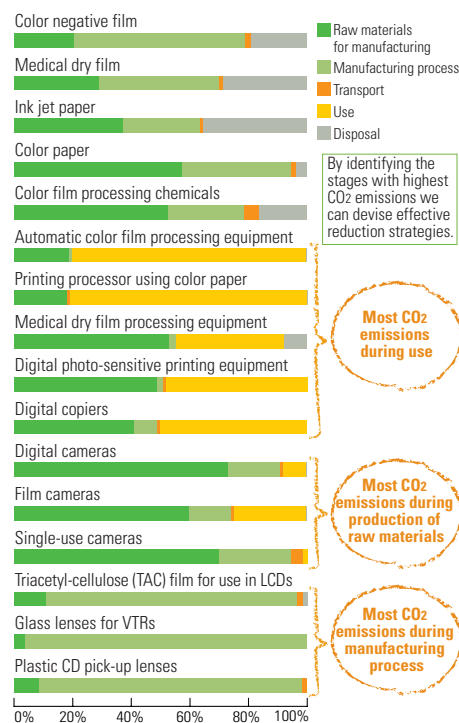 Color negative film
Medical dry film
Ink jet paper
Color paper
Color film processing chemicals
Automatic color film processing equipment
Printing processor using color paper
Medical dry film processing equipment
Digital photo-sensitive printing equipment
Digital copiers
Digital cameras
Film cameras
Single-use cameras
Triacetyl-cellulose (TAC) film for use in LCDs
Glass lenses for VTRs
Plastic CD pick-up lenses
0% 20% 40% 60% 80% 100%
Raw materials
for manufacturing
Manufacturing process
Transport
Use
Disposal
By identifying the
stages with highest
CO2 emissions we
can devise effective
reduction strategies.
Most CO2
emissions
during use
Most CO2
emissions during
production of
raw materials
Most CO2
emissions during
manufacturing
process